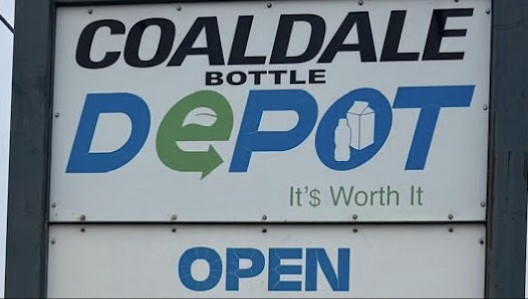 COALDALE
BOTTLE
DePOT
It'$ Worth It
OPEN